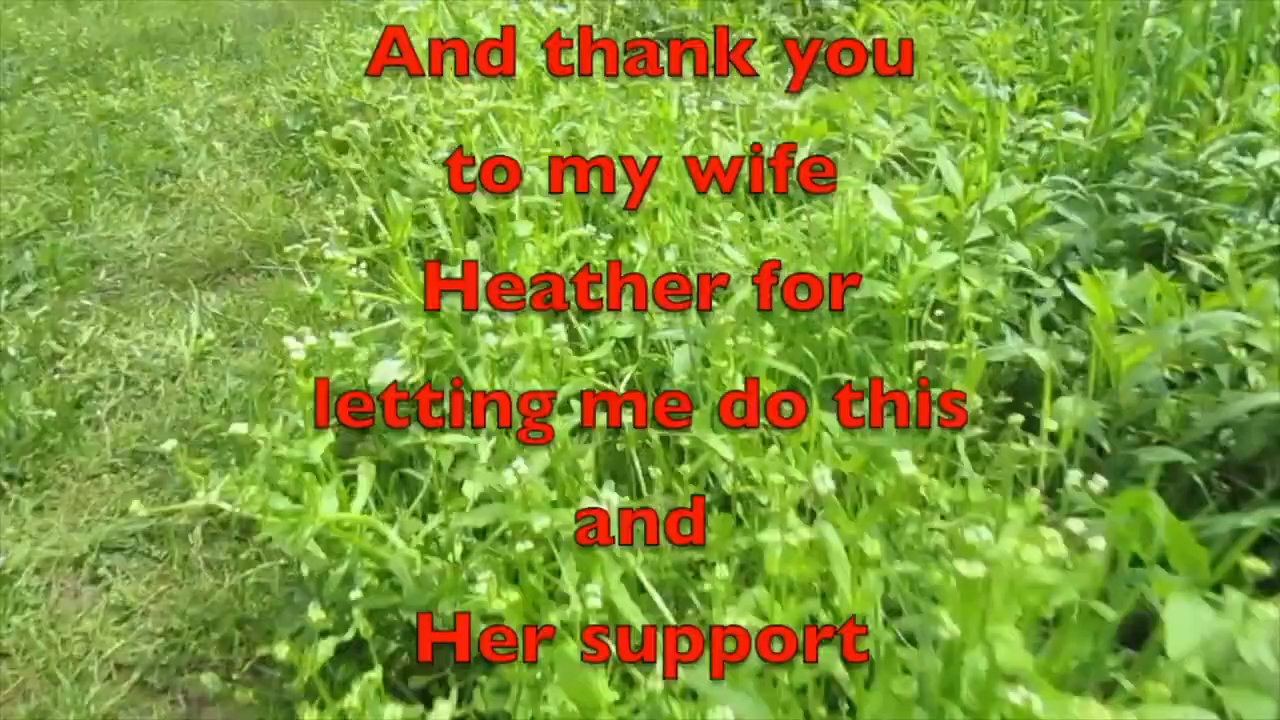 And thank you
to my wife
Heather for
letting me do this
and
Her support